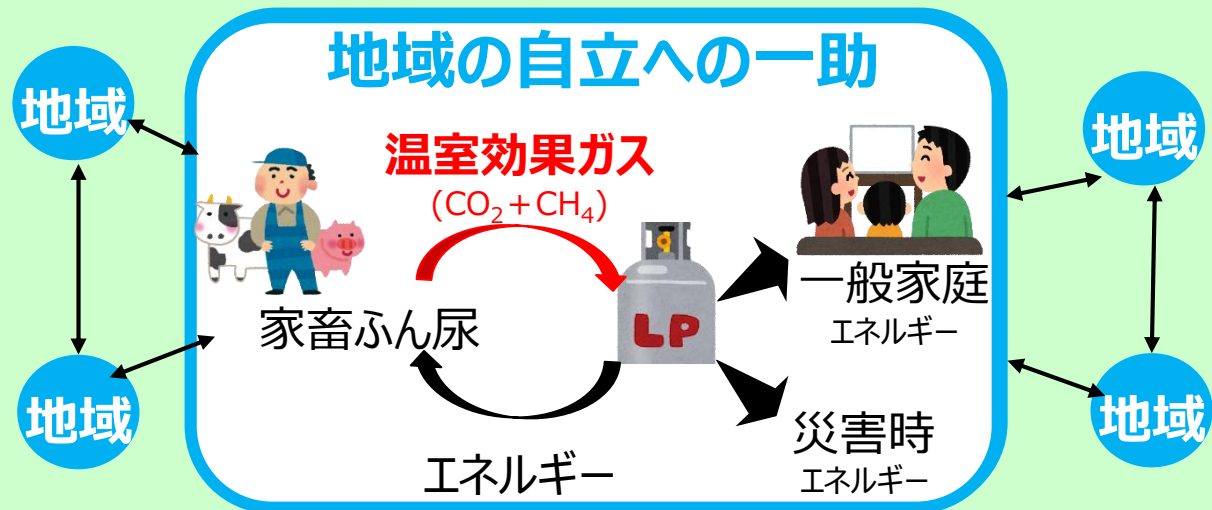 地域の自立への一助
地域
地域
温室効果ガス
(CO₂+CH₄)
家畜ふん尿
LP
一般家庭
エネルギー
災害時
エネルギー
エネルギー
地域
地域